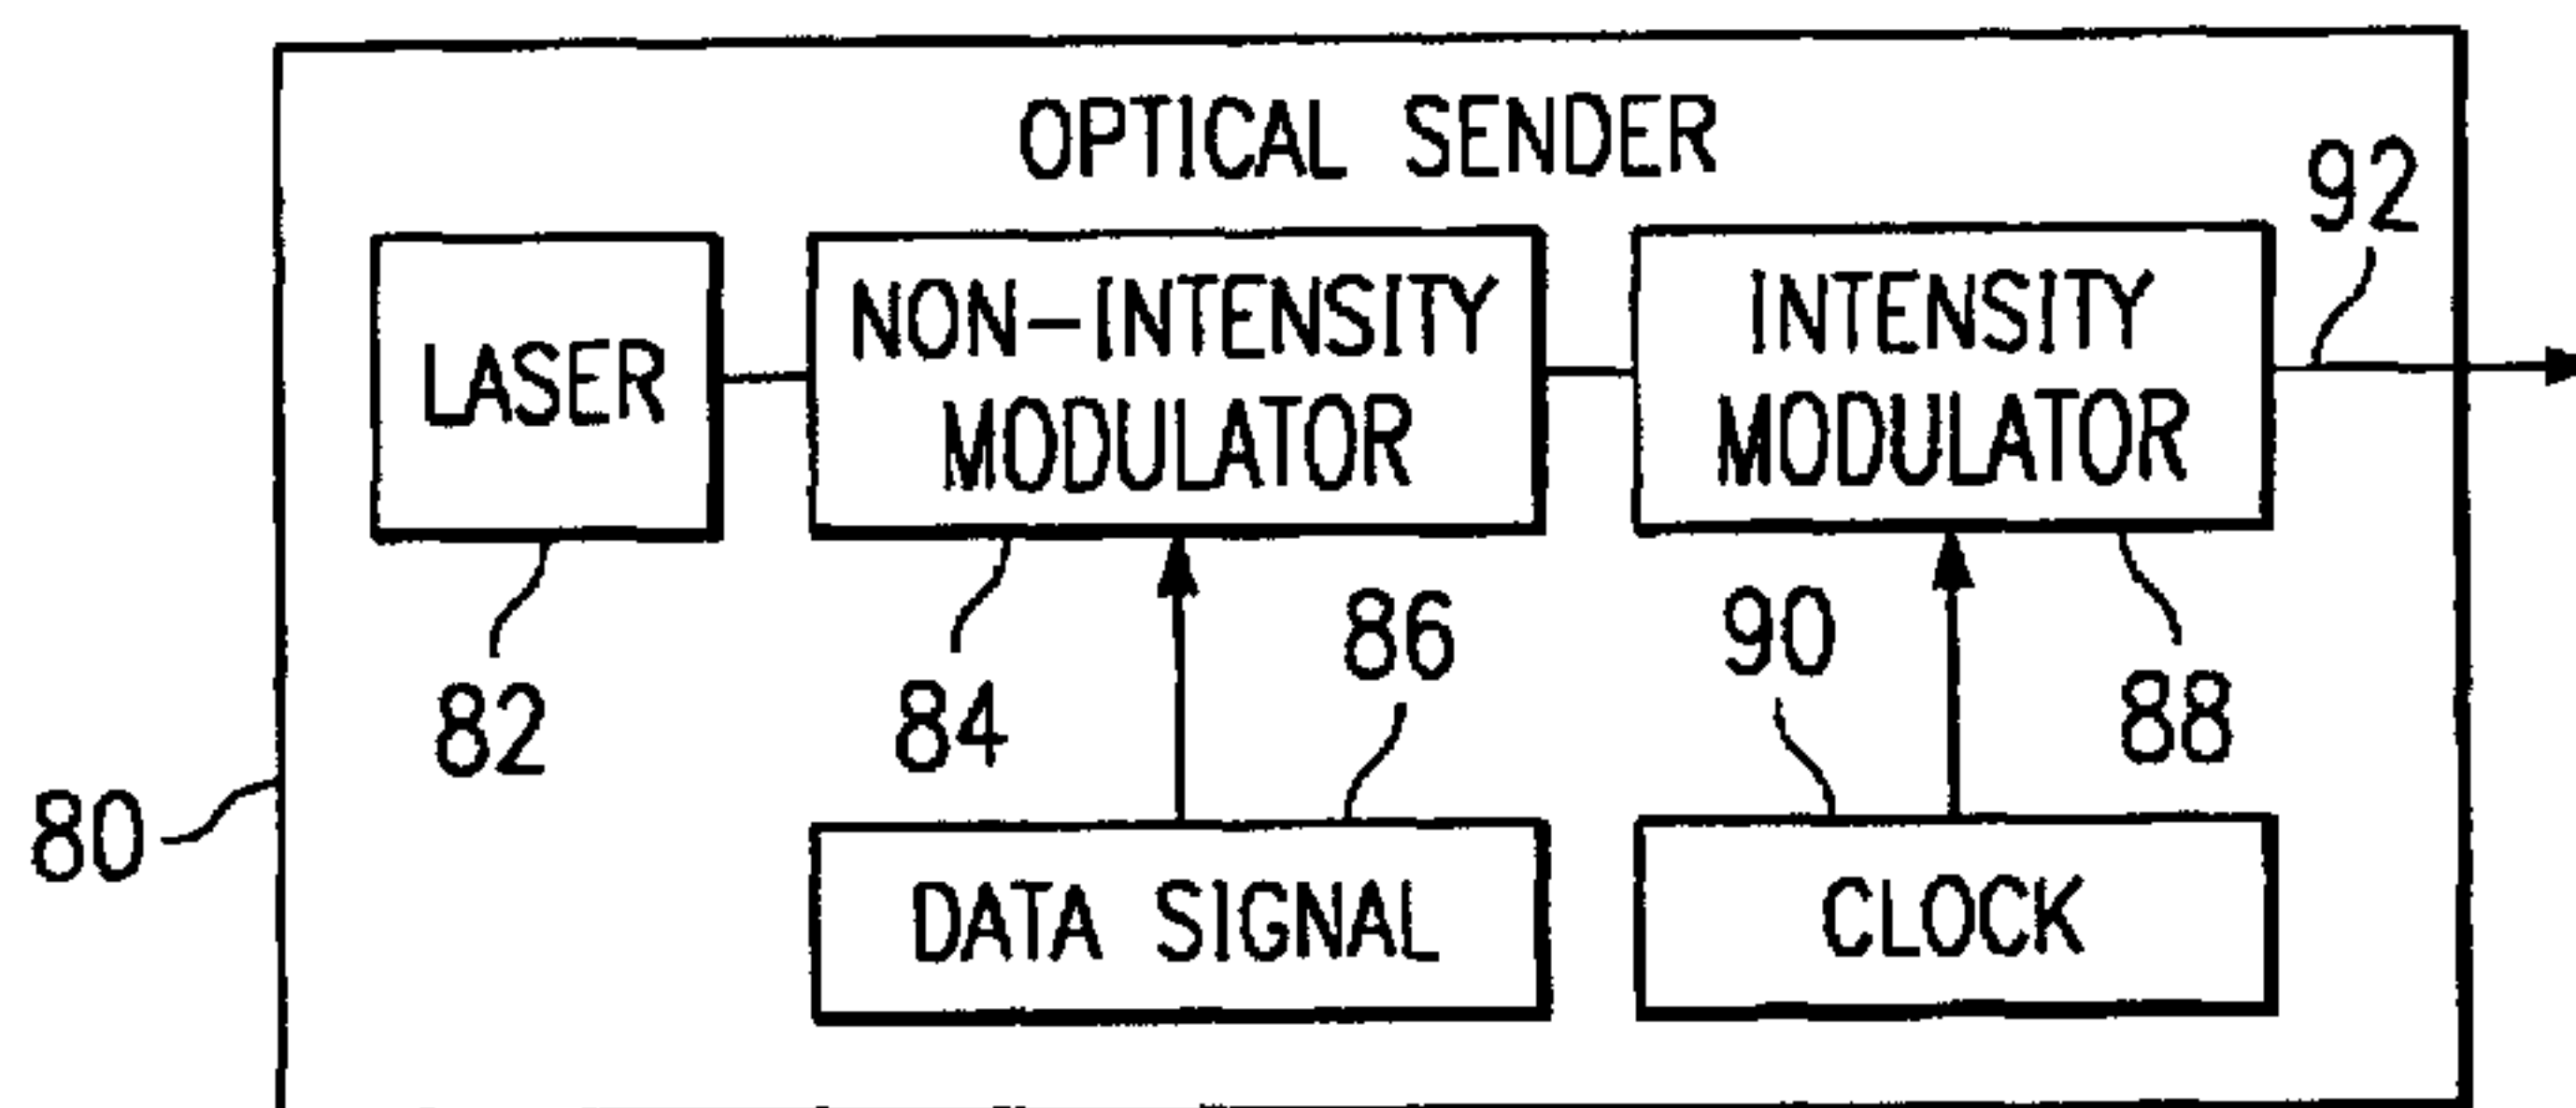 OPTICAL SENDER
92
LASER
NON-INTENSITY
MODULATOR
INTENSITY
MODULATOR
82
84
86
90
88
80
DATA SIGNAL
CLOCK